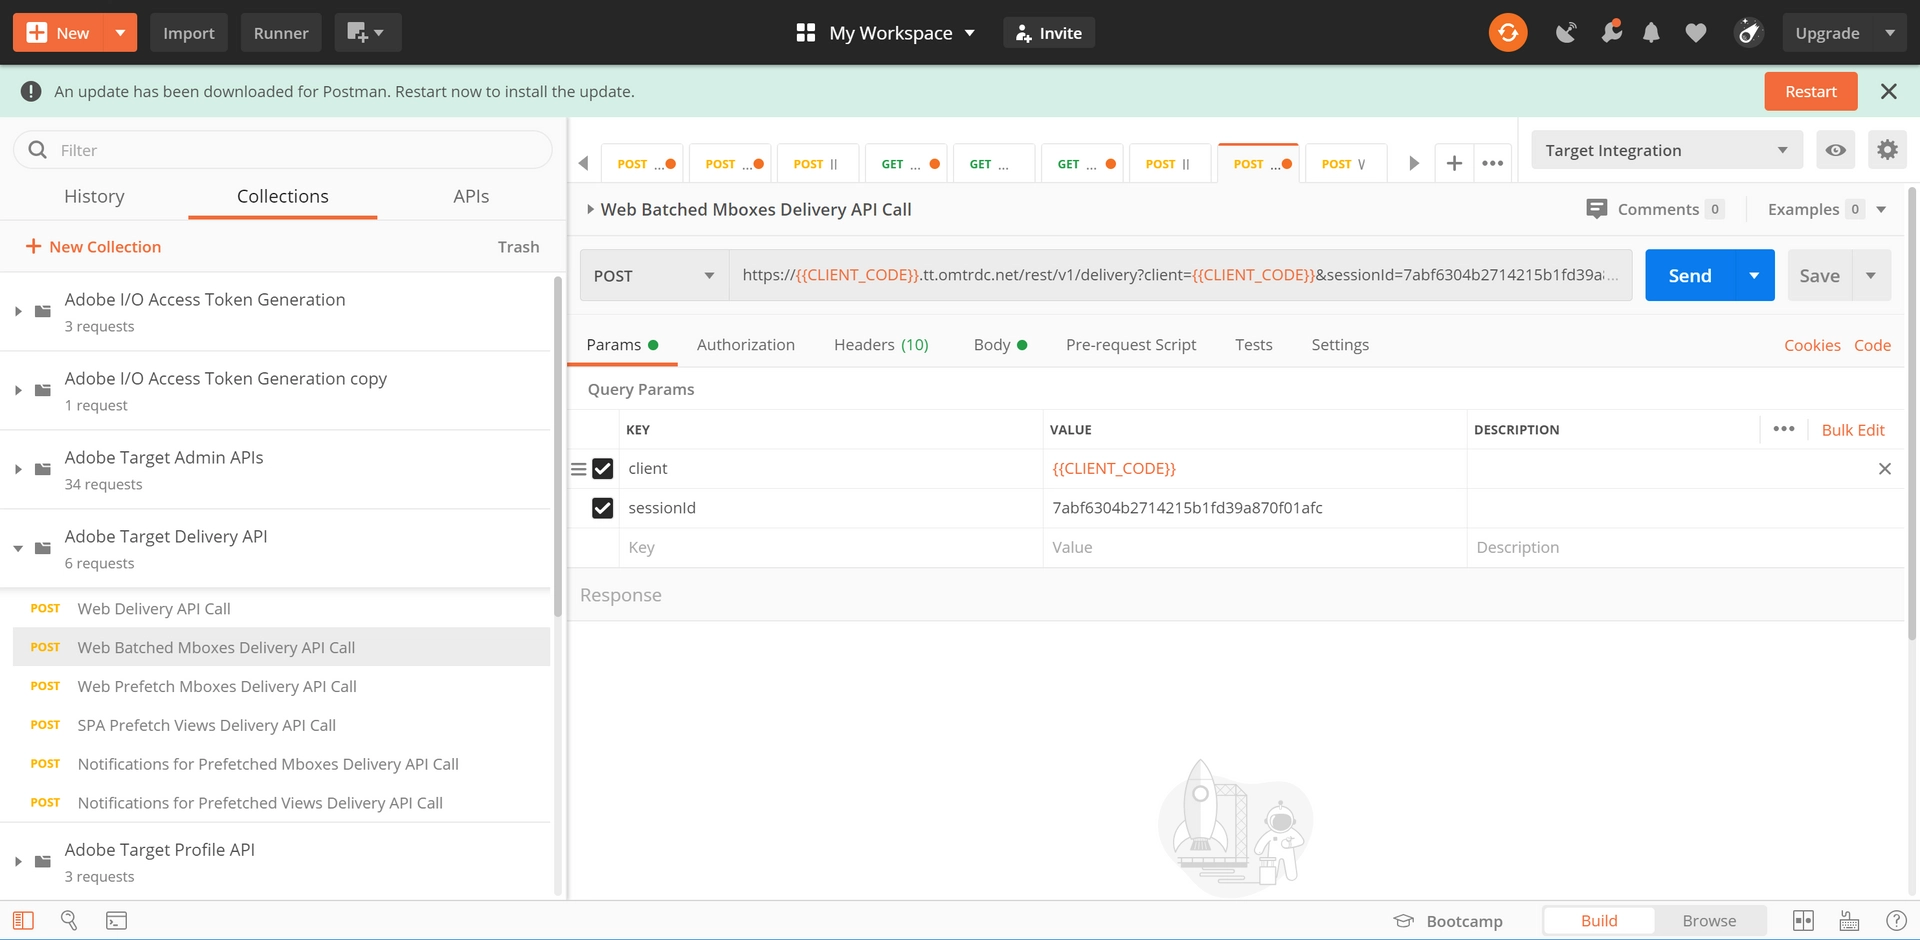 New
Import
Runner
My Workspace
Invite
Upgrade
An update has been downloaded for Postman. Restart now to install the update.
Restart
Filter
History
Collections
APIs
New Collection
Trash
Adobe I/O Access Token Generation
3 requests
Adobe I/O Access Token Generation copy
1 request
Adobe Target Admin APIs
34 requests
Adobe Target Delivery API
6 requests
POST Web Delivery API Call
POST Web Batched Mboxes Delivery API Call
POST Web Prefetch Mboxes Delivery API Call
POST SPA Prefetch Views Delivery API Call
POST Notifications for Prefetched Mboxes Delivery API Call
POST Notifications for Prefetched Views Delivery API Call
Adobe Target Profile API
3 requests
POST ... POST ... POST GET ... GET ... GET ... POST POST ... POST
Target Integration
Web Batched Mboxes Delivery API Call
Comments 0
Examples 0
POST
https://{{CLIENT_CODE}}.tt.omtrdc.net/rest/v1/delivery?client={{CLIENT_CODE}}&sessionId=7abf6304b2714215b1fd39a...
Send
Save
Params
Authorization
Headers (10)
Body
Pre-request Script
Tests
Settings
Cookies
Code
Query Params
KEY VALUE DESCRIPTION
Bulk Edit
client {{CLIENT_CODE}}
sessionId 7abf6304b2714215b1fd39a870f01afc
Key Value Description
Response
Bootcamp
Build
Browse